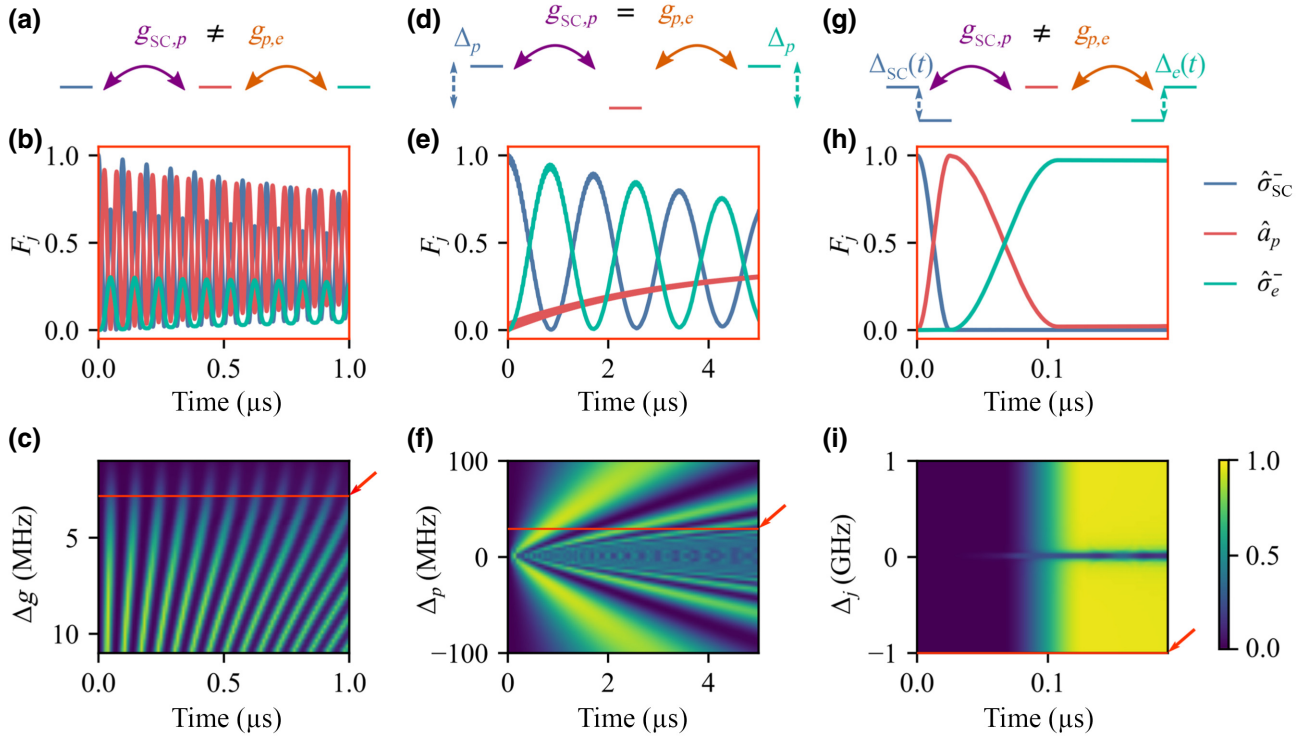 (a)
g_SC,p ≠ g_p,e
(b)
1.0
0.5
0.0
F_j
0.0 0.5 1.0
Time (μs)
(c)
5
10
Δg (MHz)
0.0 0.5 1.0
Time (μs)
(d)
g_SC,p = g_p,e
Δ_p Δ_p
(e)
1.0
0.5
0.0
F_j
0 2 4
Time (μs)
(f)
100
0
−100
Δ_p (MHz)
0 2 4
Time (μs)
(g)
g_SC,p ≠ g_p,e
Δ_SC(t) Δ_e(t)
(h)
1.0
0.5
0.0
F_j
0.0 0.1
Time (μs)
σ̂⁻_SC
â_p
σ̂⁻_e
(i)
1
0
−1
Δ_j (GHz)
0.0 0.1
Time (μs)
1.0
0.5
0.0